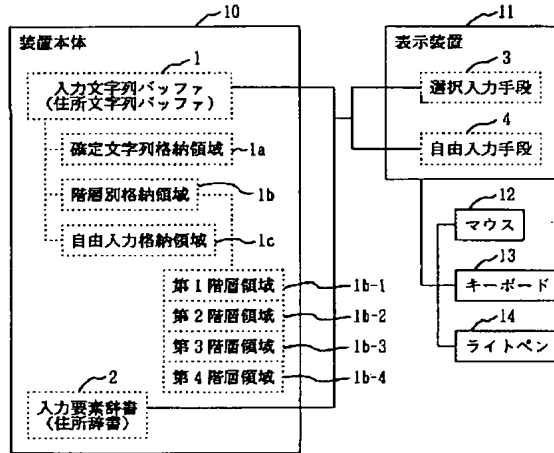 10
装置本体
1
入力文字列バッファ
(住所文字列バッファ)
確定文字列格納領域
1a
階層別格納領域
1b
自由入力格納領域
1c
第1階層領域
1b-1
第2階層領域
1b-2
第3階層領域
1b-3
第4階層領域
1b-4
2
入力要素辞書
(住所辞書)
11
表示装置
3
選択入力手段
4
自由入力手段
12
マウス
13
キーボード
14
ライトペン